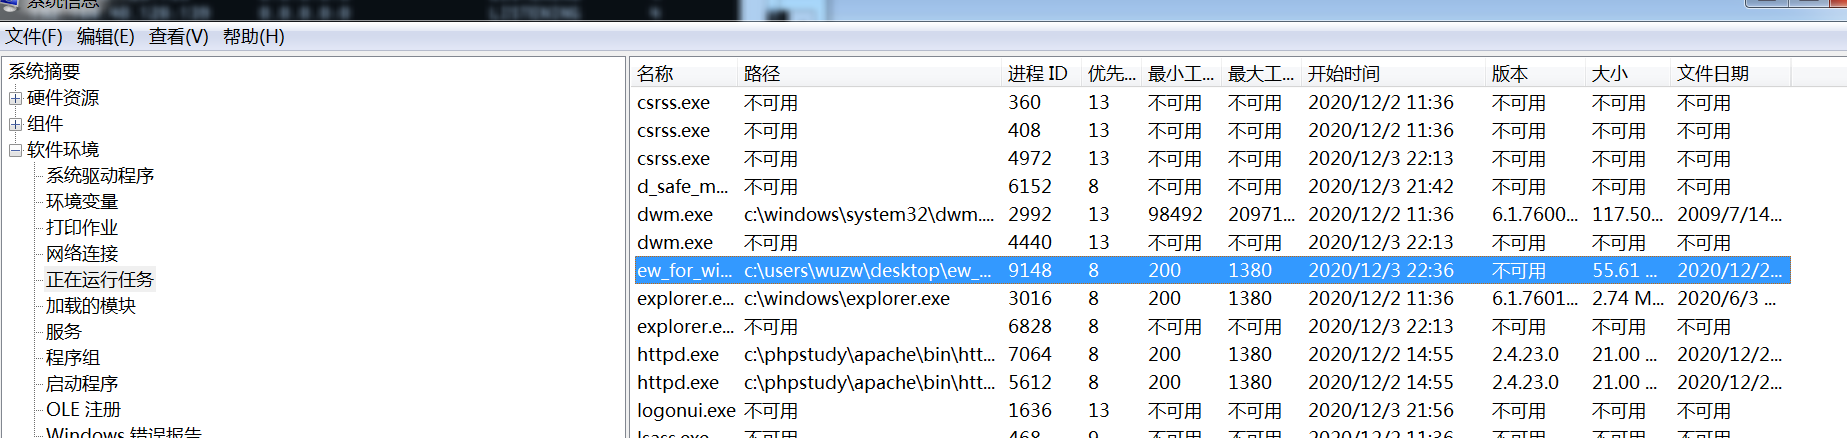 系统信息
0.0.0.0:0 LISTENING 4
文件(F) 编辑(E) 查看(V) 帮助(H)
系统摘要
硬件资源
组件
软件环境
系统驱动程序
环境变量
打印作业
网络连接
正在运行任务
加载的模块
服务
程序组
启动程序
OLE 注册
Windows 错误报告
名称 路径 进程 ID 优先... 最小工... 最大工... 开始时间 版本 大小 文件日期
csrss.exe 不可用 360 13 不可用 不可用 2020/12/2 11:36 不可用 不可用 不可用
csrss.exe 不可用 408 13 不可用 不可用 2020/12/2 11:36 不可用 不可用 不可用
csrss.exe 不可用 4972 13 不可用 不可用 2020/12/3 22:13 不可用 不可用 不可用
d_safe_m... 不可用 6152 8 不可用 不可用 2020/12/3 21:42 不可用 不可用 不可用
dwm.exe c:\windows\system32\dwm.... 2992 13 98492 20971... 2020/12/2 11:36 6.1.7600... 117.50... 2009/7/14...
dwm.exe 不可用 4440 13 不可用 不可用 2020/12/3 22:13 不可用 不可用 不可用
ew_for_wi... c:\users\wuzw\desktop\ew_... 9148 8 200 1380 2020/12/3 22:36 不可用 55.61 ... 2020/12/2...
explorer.e... c:\windows\explorer.exe 3016 8 200 1380 2020/12/2 11:36 6.1.7601... 2.74 M... 2020/6/3 ...
explorer.e... 不可用 6828 8 不可用 不可用 2020/12/3 22:13 不可用 不可用 不可用
httpd.exe c:\phpstudy\apache\bin\htt... 7064 8 200 1380 2020/12/2 14:55 2.4.23.0 21.00 ... 2020/12/2...
httpd.exe c:\phpstudy\apache\bin\htt... 5612 8 200 1380 2020/12/2 14:55 2.4.23.0 21.00 ... 2020/12/2...
logonui.exe 不可用 1636 13 不可用 不可用 2020/12/3 21:56 不可用 不可用 不可用
lsass.exe 不可用 468 9 不可用 不可用 2020/12/2 11:36 不可用 不可用 不可用